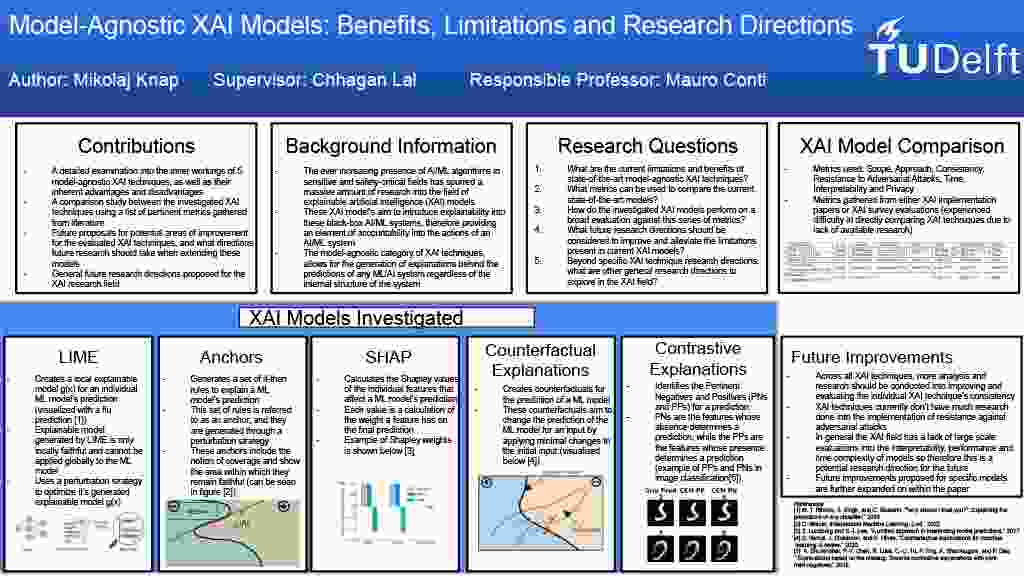 Model-Agnostic XAI Models: Benefits, Limitations and Research Directions
TUDelft
Author: Mikolaj Knap Supervisor: Chhagan Lal Responsible Professor: Mauro Conti
Contributions
- A detailed examination into the inner workings of 5
model-agnostic XAI techniques, as well as their
inherent advantages and disadvantages
- A comparison study between the investigated XAI
techniques using a list of pertinent metrics gathered
from literature
- Future proposals for potential areas of improvement
for the evaluated XAI techniques, and what directions
future research should take when extending these
models
- General future research directions proposed for the
XAI research field
Background Information
- The ever increasing presence of AI/ML algorithms in
sensitive and safety-critical fields has spurred a
massive amount of research into the field of
explainable artificial intelligence (XAI) models
- These XAI model's aim to introduce explainability into
these black-box AI/ML systems, therefore providing
an element of accountability into the actions of an
AI/ML system
- The model-agnostic category of XAI techniques,
allows for the generation of explanations behind the
predictions of any ML/AI system regardless of the
internal structure of the system
Research Questions
1. What are the current limitations and benefits of
state-of-the-art model-agnostic XAI techniques?
2. What metrics can be used to compare the current
state-of-the-art models?
3. How do the investigated XAI models perform on a
broad evaluation against this series of metrics?
4. What future research directions should be
considered to improve and alleviate the limitations
present in current XAI models?
5. Beyond specific XAI technique research directions,
what are other general research directions to
explore in the XAI field?
XAI Model Comparison
- Metrics used: Scope, Approach, Consistency,
Resistance to Adversarial Attacks, Time,
Interpretability and Privacy
- Metrics gathered from either XAI implementation
papers or XAI survey evaluations (experienced
difficulty in directly comparing XAI techniques due to
lack of available research)
XAI Models Investigated
LIME
- Creates a local explainable
model g(x) for an individual
ML model's prediction
(visualized with a flu
prediction [1])
- Explainable model
generated by LIME is only
locally faithful and cannot be
applied globally to the ML
model
- Uses a perturbation strategy
to optimize it's generated
explainable model g(x)
Anchors
- Generates a set of if-then
rules to explain a ML
model's prediction
- This set of rules is referred
to as an anchor, and they
are generated through a
perturbation strategy
- These anchors include the
notion of coverage and show
the area within which they
remain faithful (can be seen
in figure [2])
LIME
SHAP
- Calculates the Shapley values
of the individual features that
affect a ML model's prediction
- Each value is a calculation of
the weight a feature has on
the final prediction
- Example of Shapley weights
is shown below [3]
Counterfactual
Explanations
- Creates counterfactuals for
the prediction of a ML model
- These counterfactuals aim to
change the prediction of the
ML model for an input by
applying minimal changes to
the initial input (visualised
below [4])
Contrastive
Explanations
- Identifies the Pertinent
Negatives and Positives (PNs
and PPs) for a prediction
- PNs are the features whose
absence determines a
prediction, while the PPs are
the features whose presence
determines a prediction
(example of PPs and PNs in
image classification[5])
CEM PP CEM PN
Future Improvements
- Across all XAI techniques, more analysis and
research should be conducted into improving and
evaluating the individual XAI technique's consistency
- XAI techniques currently don't have much research
done into the implementation of resistance against
adversarial attacks
- In general the XAI field has a lack of large scale
evaluations into the interpretability, performance and
time complexity of models so therefore this is a
potential research direction for the future
- Future improvements proposed for specific models
are further expanded on within the paper
References